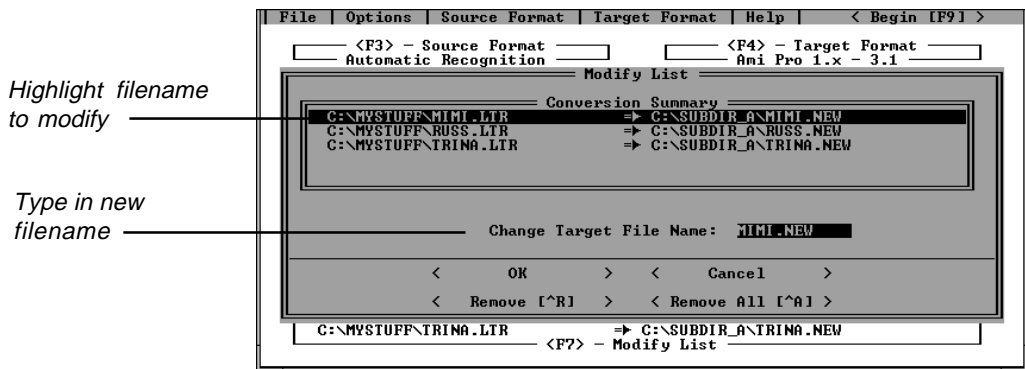 File | Options | Source Format | Target Format | Help | < Begin [F9] >
<F3> - Source Format
Automatic Recognition
<F4> - Target Format
Ami Pro 1.x - 3.1
Modify List
Highlight filename
to modify
Conversion Summary
C:\MYSTUFF\MIMI.LTR => C:\SUBDIR_A\MIMI.NEW
C:\MYSTUFF\RUSS.LTR => C:\SUBDIR_A\RUSS.NEW
C:\MYSTUFF\TRINA.LTR => C:\SUBDIR_A\TRINA.NEW
Type in new
filename
Change Target File Name: MIMI.NEW
< OK > < Cancel >
< Remove [^R] > < Remove All [^A] >
C:\MYSTUFF\TRINA.LTR => C:\SUBDIR_A\TRINA.NEW
<F7> - Modify List